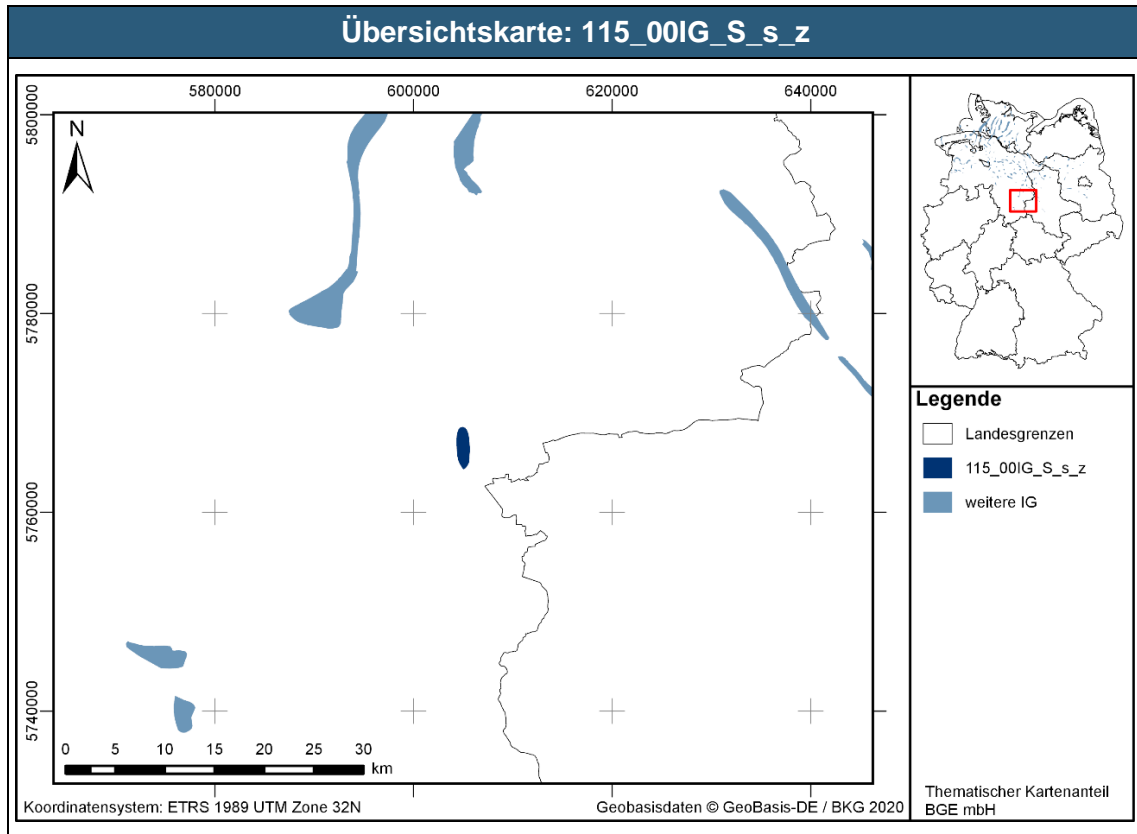 Übersichtskarte: 115_00IG_S_s_z
580000 600000 620000 640000
5800000
5780000
5760000
5740000
N
0 5 10 15 20 25 30
km
Koordinatensystem: ETRS 1989 UTM Zone 32N
Geobasisdaten © GeoBasis-DE / BKG 2020
Legende
Landesgrenzen
115_00IG_S_s_z
weitere IG
Thematischer Kartenanteil
BGE mbH